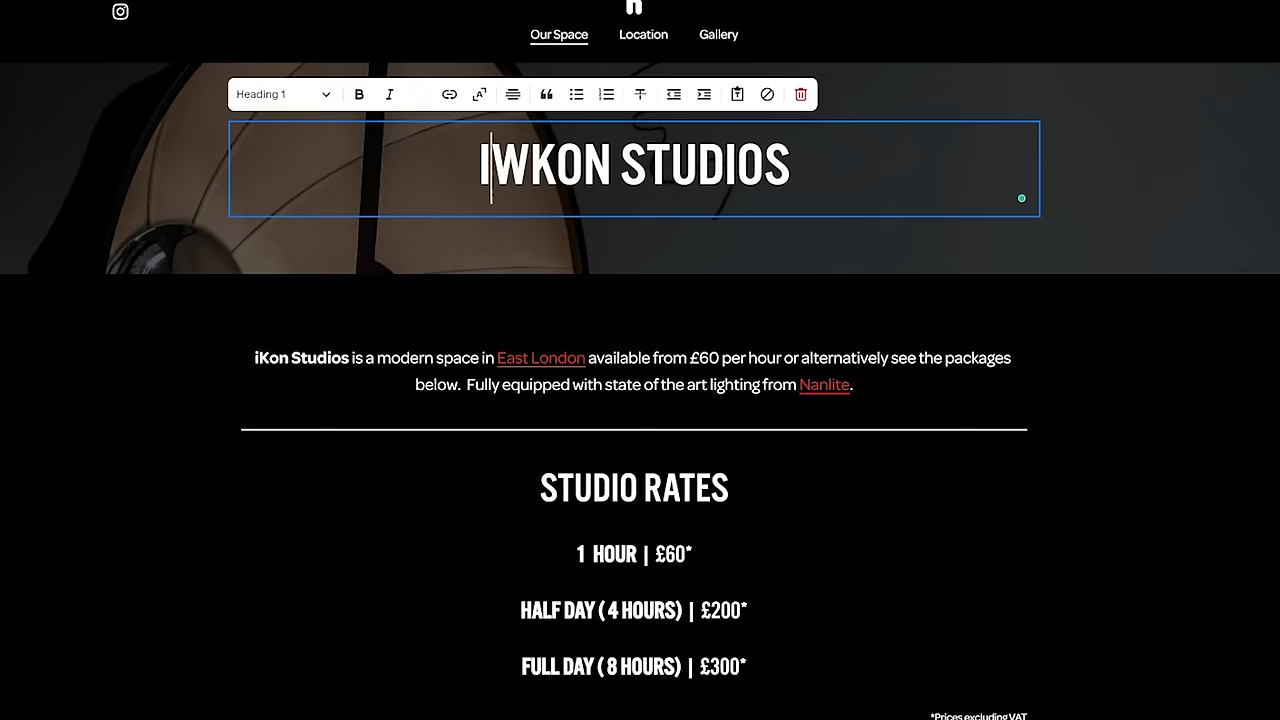 Our Space Location Gallery
Heading 1
IWKON STUDIOS
iKon Studios is a modern space in East London available from £60 per hour or alternatively see the packages
below. Fully equipped with state of the art lighting from Nanlite.
STUDIO RATES
1 HOUR | £60*
HALF DAY ( 4 HOURS) | £200*
FULL DAY ( 8 HOURS) | £300*
*Prices excluding VAT